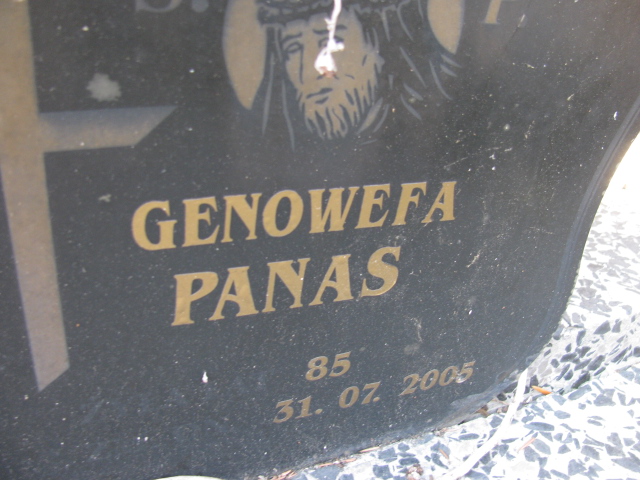 S. P
GENOWEFA
PANAS
85
31. 07. 2005